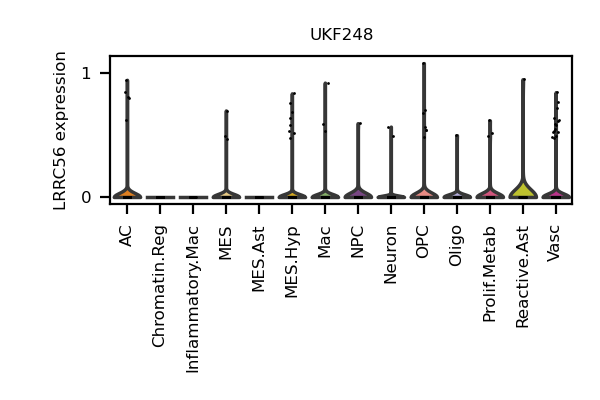 UKF248
LRRC56 expression
1
0
AC
Chromatin.Reg
Inflammatory.Mac
MES
MES.Ast
MES.Hyp
Mac
NPC
Neuron
OPC
Oligo
Prolif.Metab
Reactive.Ast
Vasc